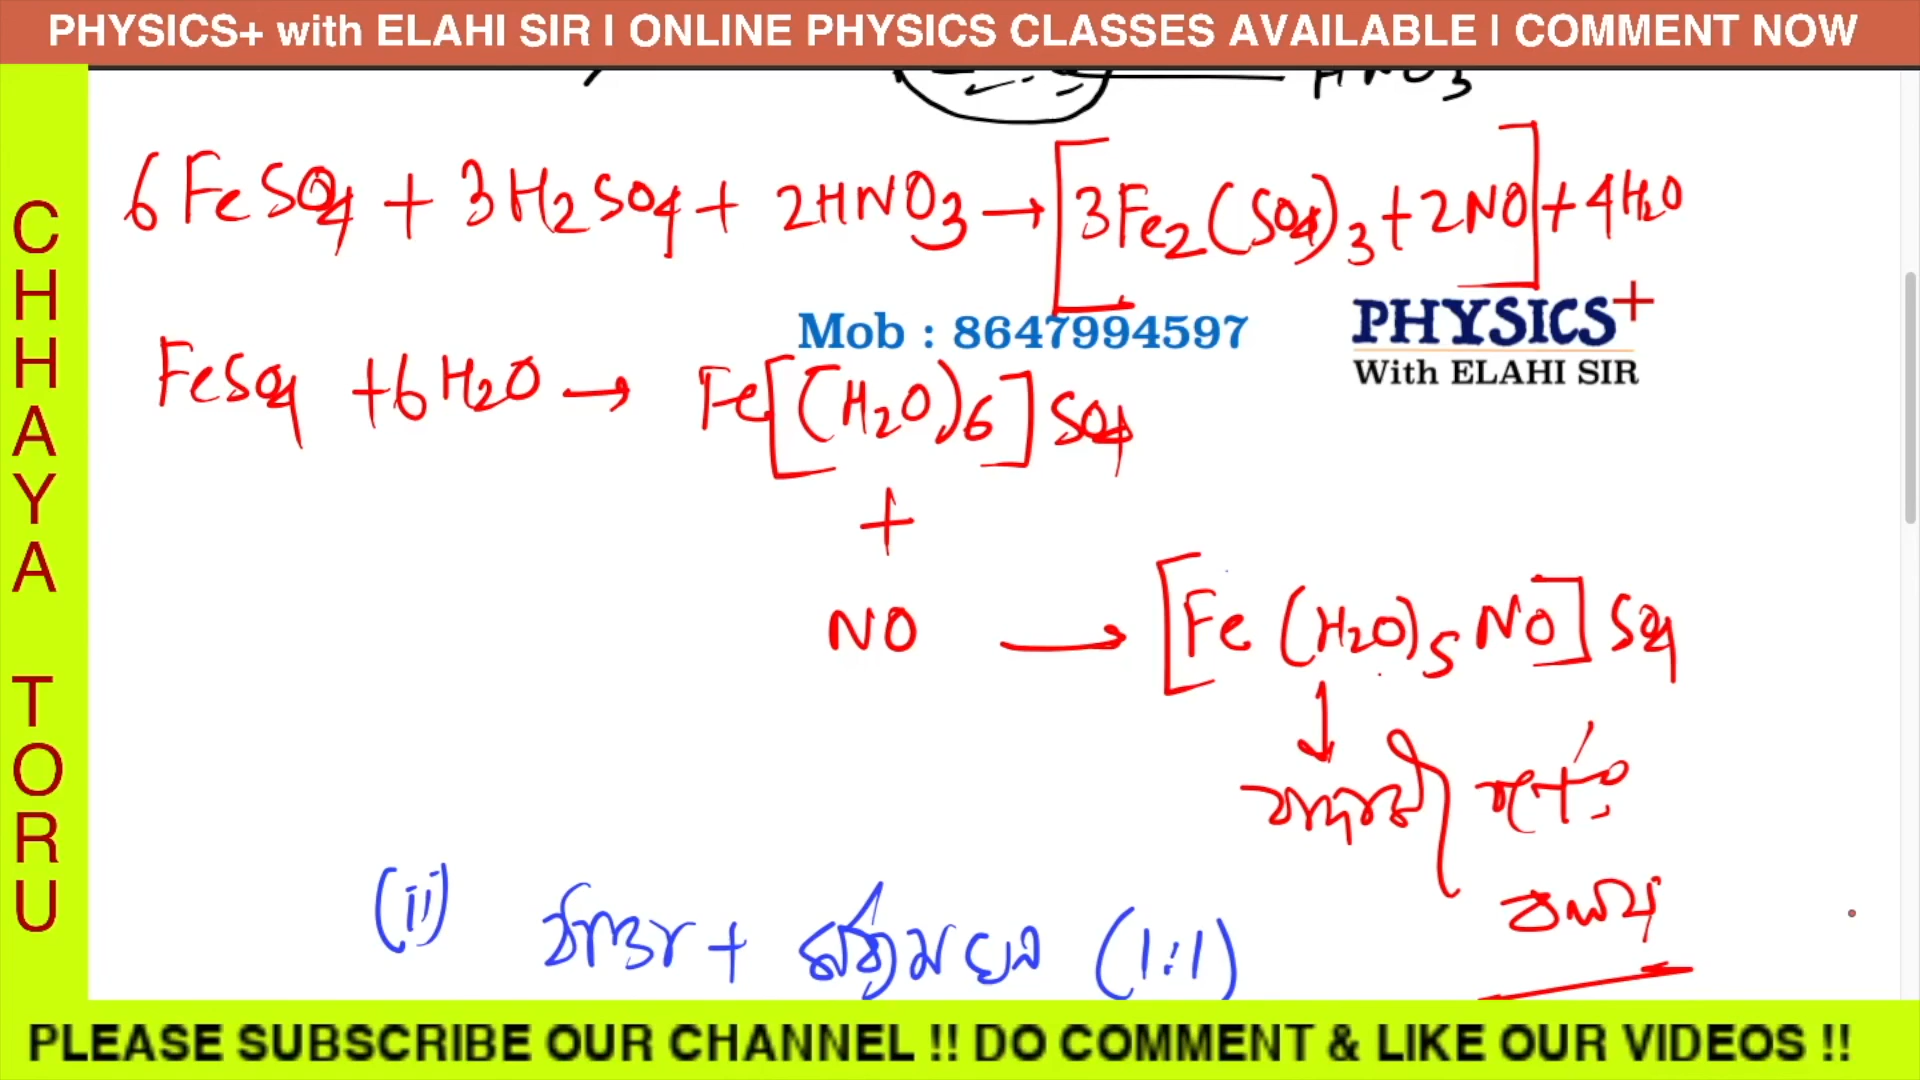 PHYSICS+ with ELAHI SIR I ONLINE PHYSICS CLASSES AVAILABLE I COMMENT NOW
HNO3
6FeSO4 + 3H2SO4 + 2HNO3 → [3Fe2(SO4)3 + 2NO] + 4H2O
Mob : 8647994597
PHYSICS+
With ELAHI SIR
FeSO4 + 6H2O → Fe[(H2O)6]SO4
+
NO → [Fe(H2O)5NO]SO4
↓
বাদামী
বলয়
(ii)
+
(1:1)
CHHAYA TORU
PLEASE SUBSCRIBE OUR CHANNEL !! DO COMMENT & LIKE OUR VIDEOS !!